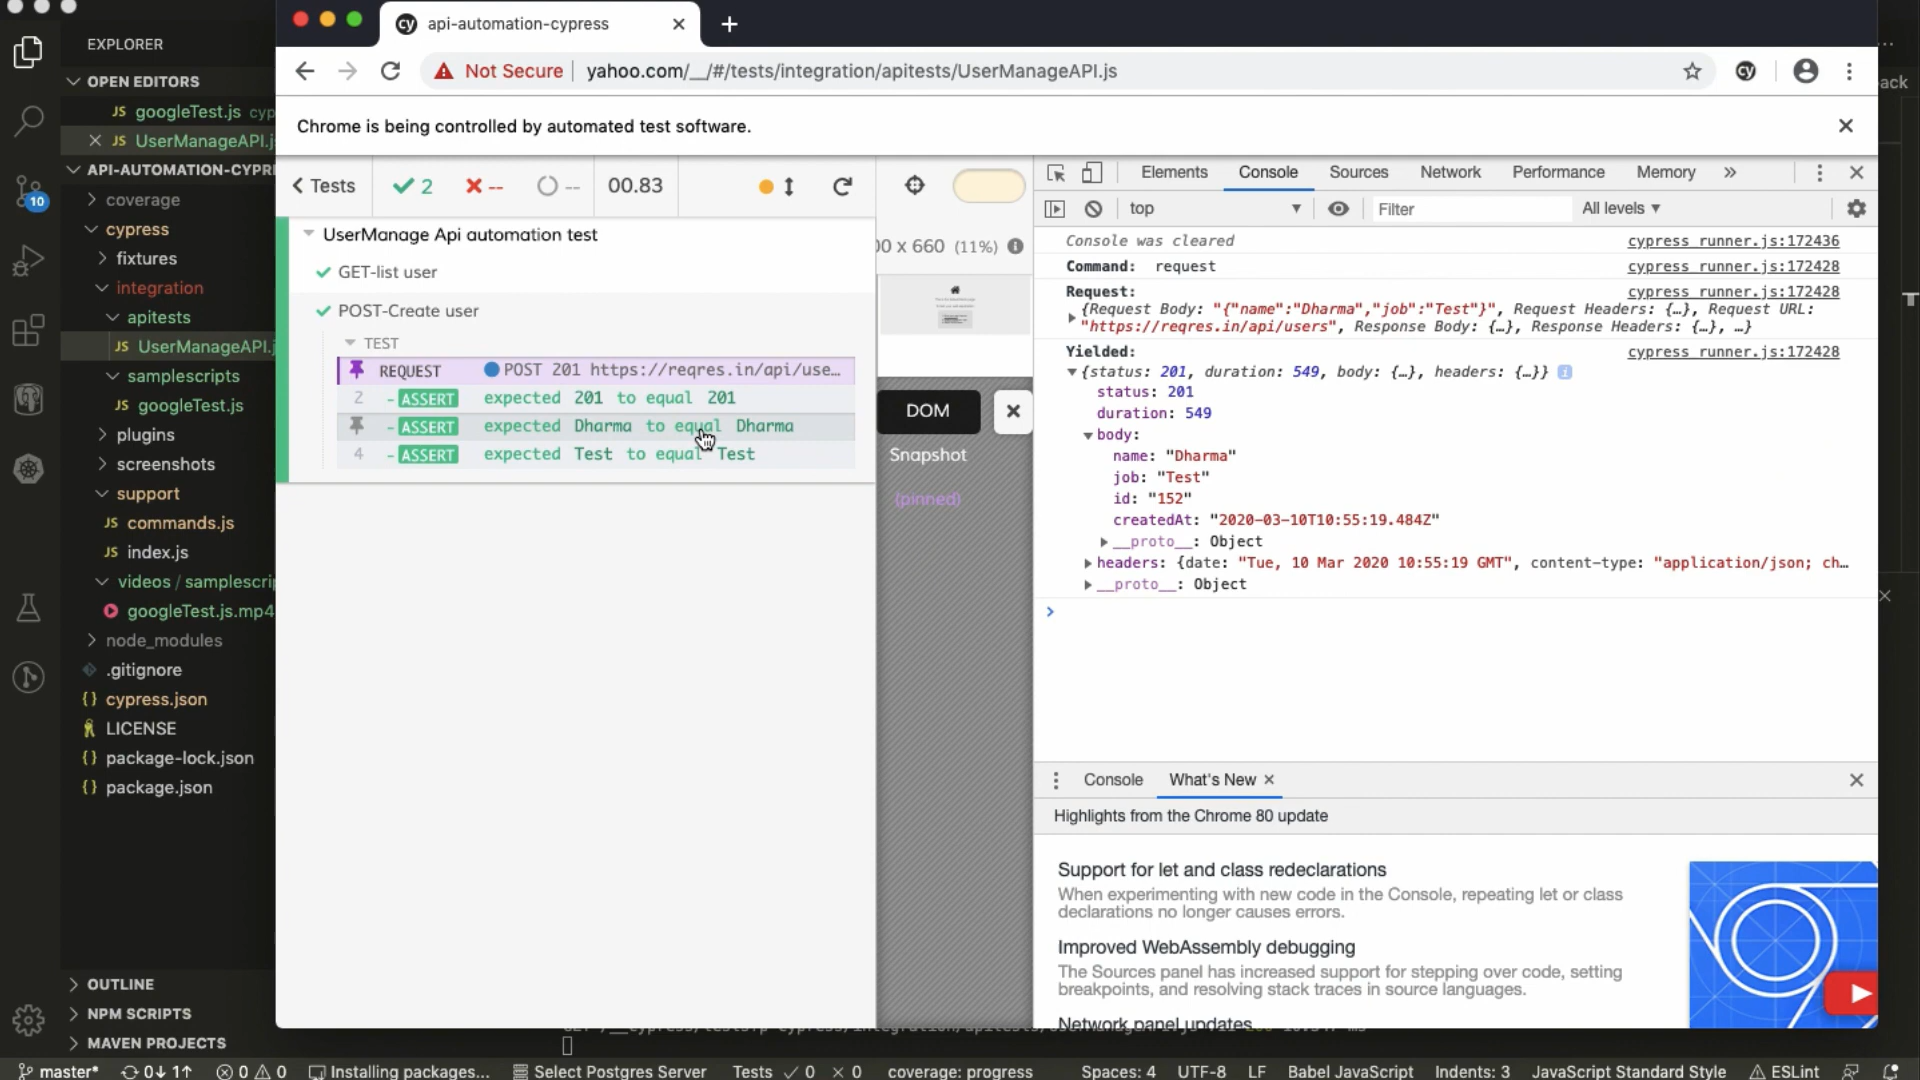 EXPLORER
OPEN EDITORS
JS googleTest.js cyp
JS UserManageAPI.js
API-AUTOMATION-CYPRE
coverage
cypress
fixtures
integration
apitests
JS UserManageAPI.j
samplescripts
JS googleTest.js
plugins
screenshots
support
JS commands.js
JS index.js
videos / samplescrip
googleTest.js.mp4
node_modules
.gitignore
{} cypress.json
LICENSE
{} package-lock.json
{} package.json
OUTLINE
NPM SCRIPTS
MAVEN PROJECTS
10
cy api-automation-cypress
Not Secure yahoo.com/__/#/tests/integration/apitests/UserManageAPI.js
cy
ack
Chrome is being controlled by automated test software.
Tests 2 -- -- 00.83
UserManage Api automation test
GET-list user
POST-Create user
TEST
REQUEST POST 201 https://reqres.in/api/use…
2 -ASSERT expected 201 to equal 201
-ASSERT expected Dharma to equal Dharma
4 -ASSERT expected Test to equal Test
00 x 660 (11%)
DOM
Snapshot
(pinned)
Elements Console Sources Network Performance Memory »
top Filter All levels
Console was cleared cypress_runner.js:172436
Command: request cypress_runner.js:172428
Request: cypress_runner.js:172428
{Request Body: "{"name":"Dharma","job":"Test"}", Request Headers: {…}, Request URL:
"https://reqres.in/api/users", Response Body: {…}, Response Headers: {…}, …}
Yielded: cypress_runner.js:172428
{status: 201, duration: 549, body: {…}, headers: {…}} i
status: 201
duration: 549
body:
name: "Dharma"
job: "Test"
id: "152"
createdAt: "2020-03-10T10:55:19.484Z"
__proto__: Object
headers: {date: "Tue, 10 Mar 2020 10:55:19 GMT", content-type: "application/json; ch…
__proto__: Object
Console What's New
Highlights from the Chrome 80 update
Support for let and class redeclarations
When experimenting with new code in the Console, repeating let or class
declarations no longer causes errors.
Improved WebAssembly debugging
The Sources panel has increased support for stepping over code, setting
breakpoints, and resolving stack traces in source languages.
Network panel updates
master* 0↓ 1↑ 0 0 Installing packages... Select Postgres Server Tests 0 0 coverage: progress Spaces: 4 UTF-8 LF Babel JavaScript Indents: 3 JavaScript Standard Style ESLint